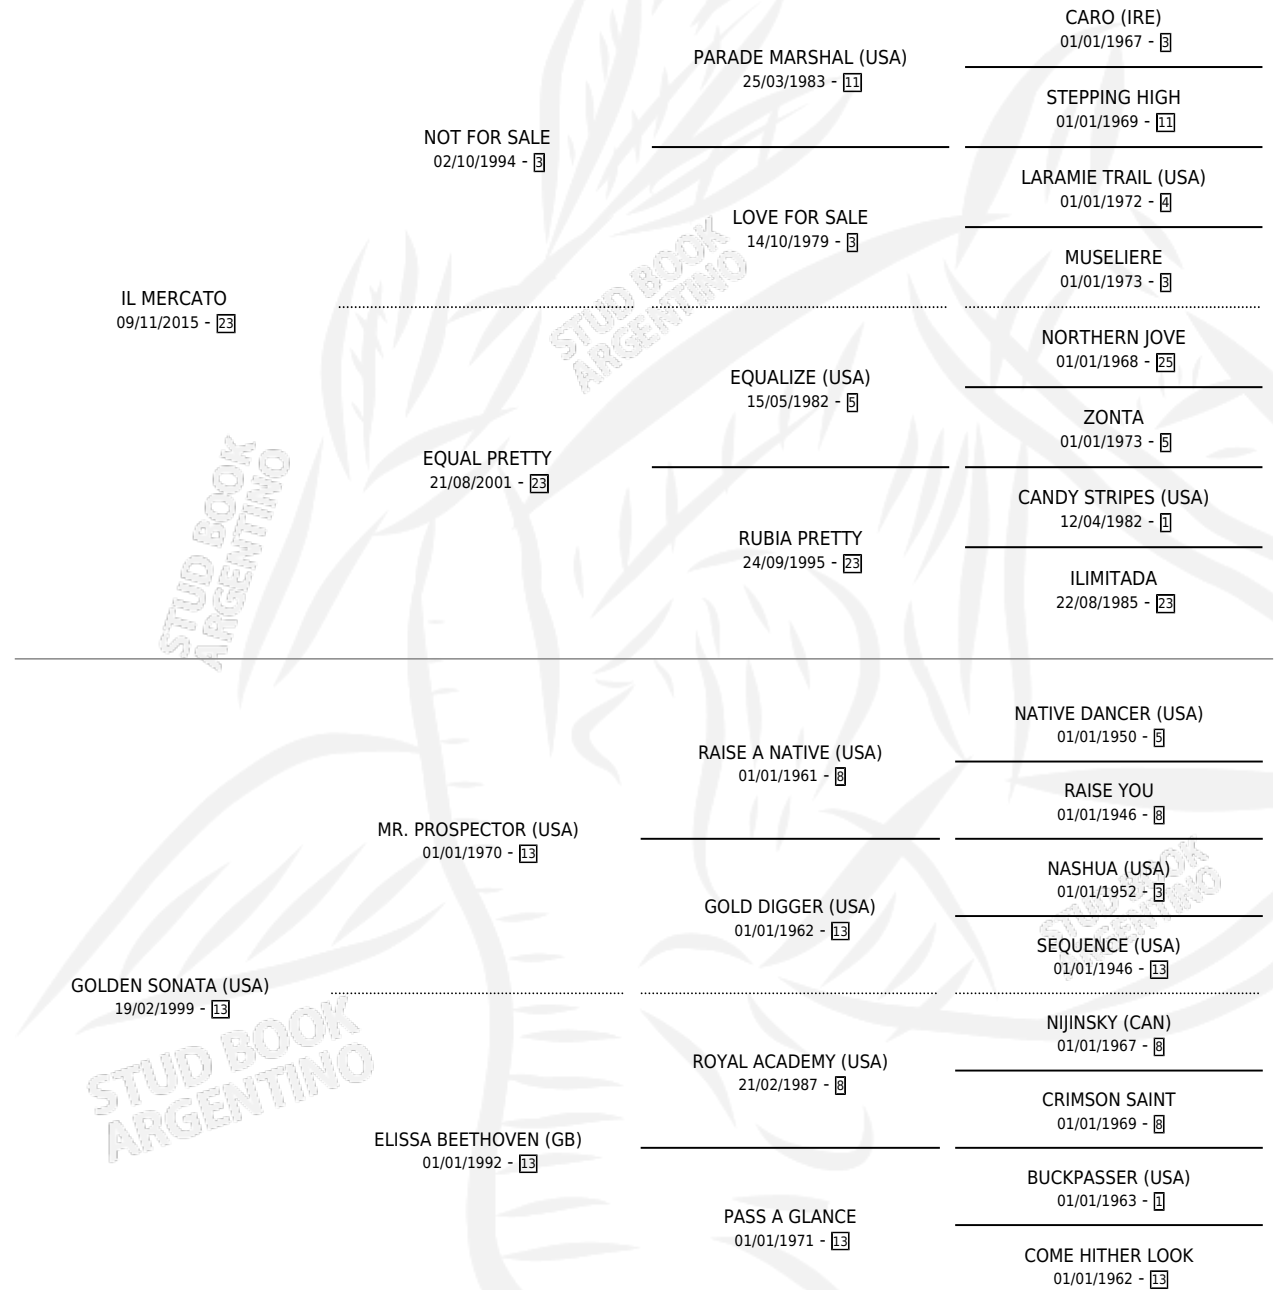 CARO (IRE)
01/01/1967 - 3
PARADE MARSHAL (USA)
25/03/1983 - 11
STEPPING HIGH
01/01/1969 - 11
NOT FOR SALE
02/10/1994 - 3
LARAMIE TRAIL (USA)
01/01/1972 - 4
LOVE FOR SALE
14/10/1979 - 3
MUSELIERE
01/01/1973 - 3
IL MERCATO
09/11/2015 - 23
NORTHERN JOVE
01/01/1968 - 25
EQUALIZE (USA)
15/05/1982 - 5
ZONTA
01/01/1973 - 5
EQUAL PRETTY
21/08/2001 - 23
CANDY STRIPES (USA)
12/04/1982 - 1
RUBIA PRETTY
24/09/1995 - 23
ILIMITADA
22/08/1985 - 23
STUD BOOK
ARGENTINO
STUD BOOK
ARGENTINO
NATIVE DANCER (USA)
01/01/1950 - 5
RAISE A NATIVE (USA)
01/01/1961 - 8
RAISE YOU
01/01/1946 - 8
MR. PROSPECTOR (USA)
01/01/1970 - 13
NASHUA (USA)
01/01/1952 - 3
GOLD DIGGER (USA)
01/01/1962 - 13
SEQUENCE (USA)
01/01/1946 - 13
GOLDEN SONATA (USA)
19/02/1999 - 13
NIJINSKY (CAN)
01/01/1967 - 8
ROYAL ACADEMY (USA)
21/02/1987 - 8
CRIMSON SAINT
01/01/1969 - 8
ELISSA BEETHOVEN (GB)
01/01/1992 - 13
BUCKPASSER (USA)
01/01/1963 - 1
PASS A GLANCE
01/01/1971 - 13
COME HITHER LOOK
01/01/1962 - 13
STUD BOOK
ARGENTINO
STUD BOOK
ARGENTINO